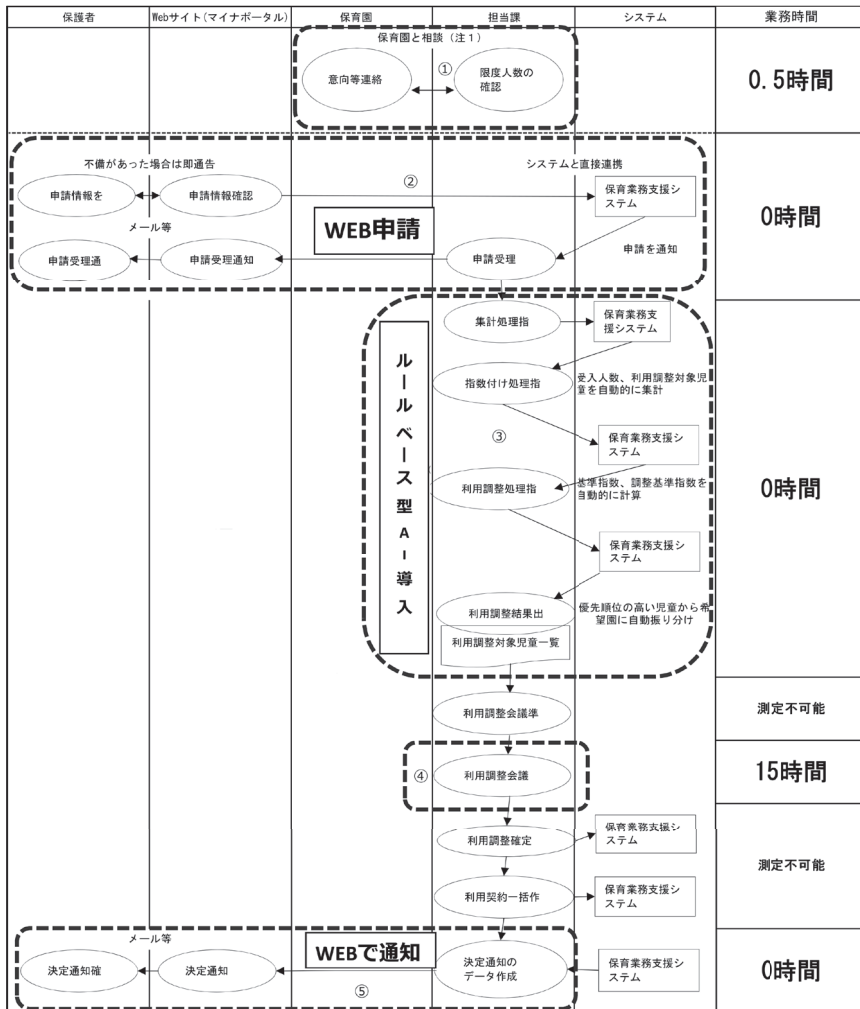 保護者
Webサイト(マイナポータル)
保育園
担当課
システム
業務時間
保育園と相談(注1)
①
意向等連絡
限度人数の
確認
0.5時間
不備があった場合は即通告
②
システムと直接連携
申請情報を
申請情報確認
保育業務支援シ
ステム
メール等
WEB申請
0時間
申請を通知
申請受理通
申請受理通知
申請受理
集計処理指
保育業務支
援システム
ルールベース型AI導入
指数付け処理指
受入人数、利用調整対象児
童を自動的に集計
③
保育業務支援シ
ステム
利用調整処理指
基準指数、調整基準指数を
自動的に計算
0時間
保育業務支援シ
ステム
利用調整結果出
優先順位の高い児童から希
望園に自動振り分け
利用調整対象児童一覧
利用調整会議準
測定不可能
④
利用調整会議
15時間
利用調整確定
保育業務支援シ
ステム
測定不可能
利用契約一括作
保育業務支援シ
ステム
メール等
WEBで通知
決定通知確
決定通知
決定通知の
データ作成
保育業務支援シ
ステム
0時間
⑤